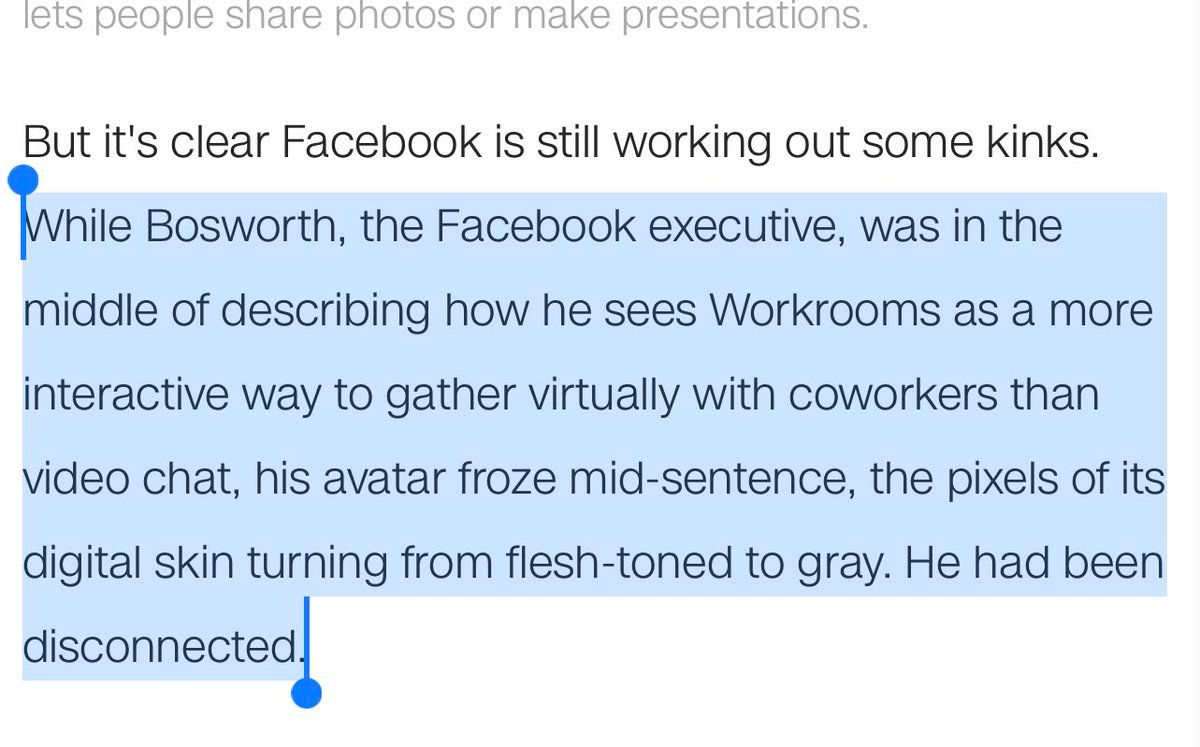 lets people share photos or make presentations.
But it's clear Facebook is still working out some kinks.
While Bosworth, the Facebook executive, was in the
middle of describing how he sees Workrooms as a more
interactive way to gather virtually with coworkers than
video chat, his avatar froze mid-sentence, the pixels of its
digital skin turning from flesh-toned to gray. He had been
disconnected.